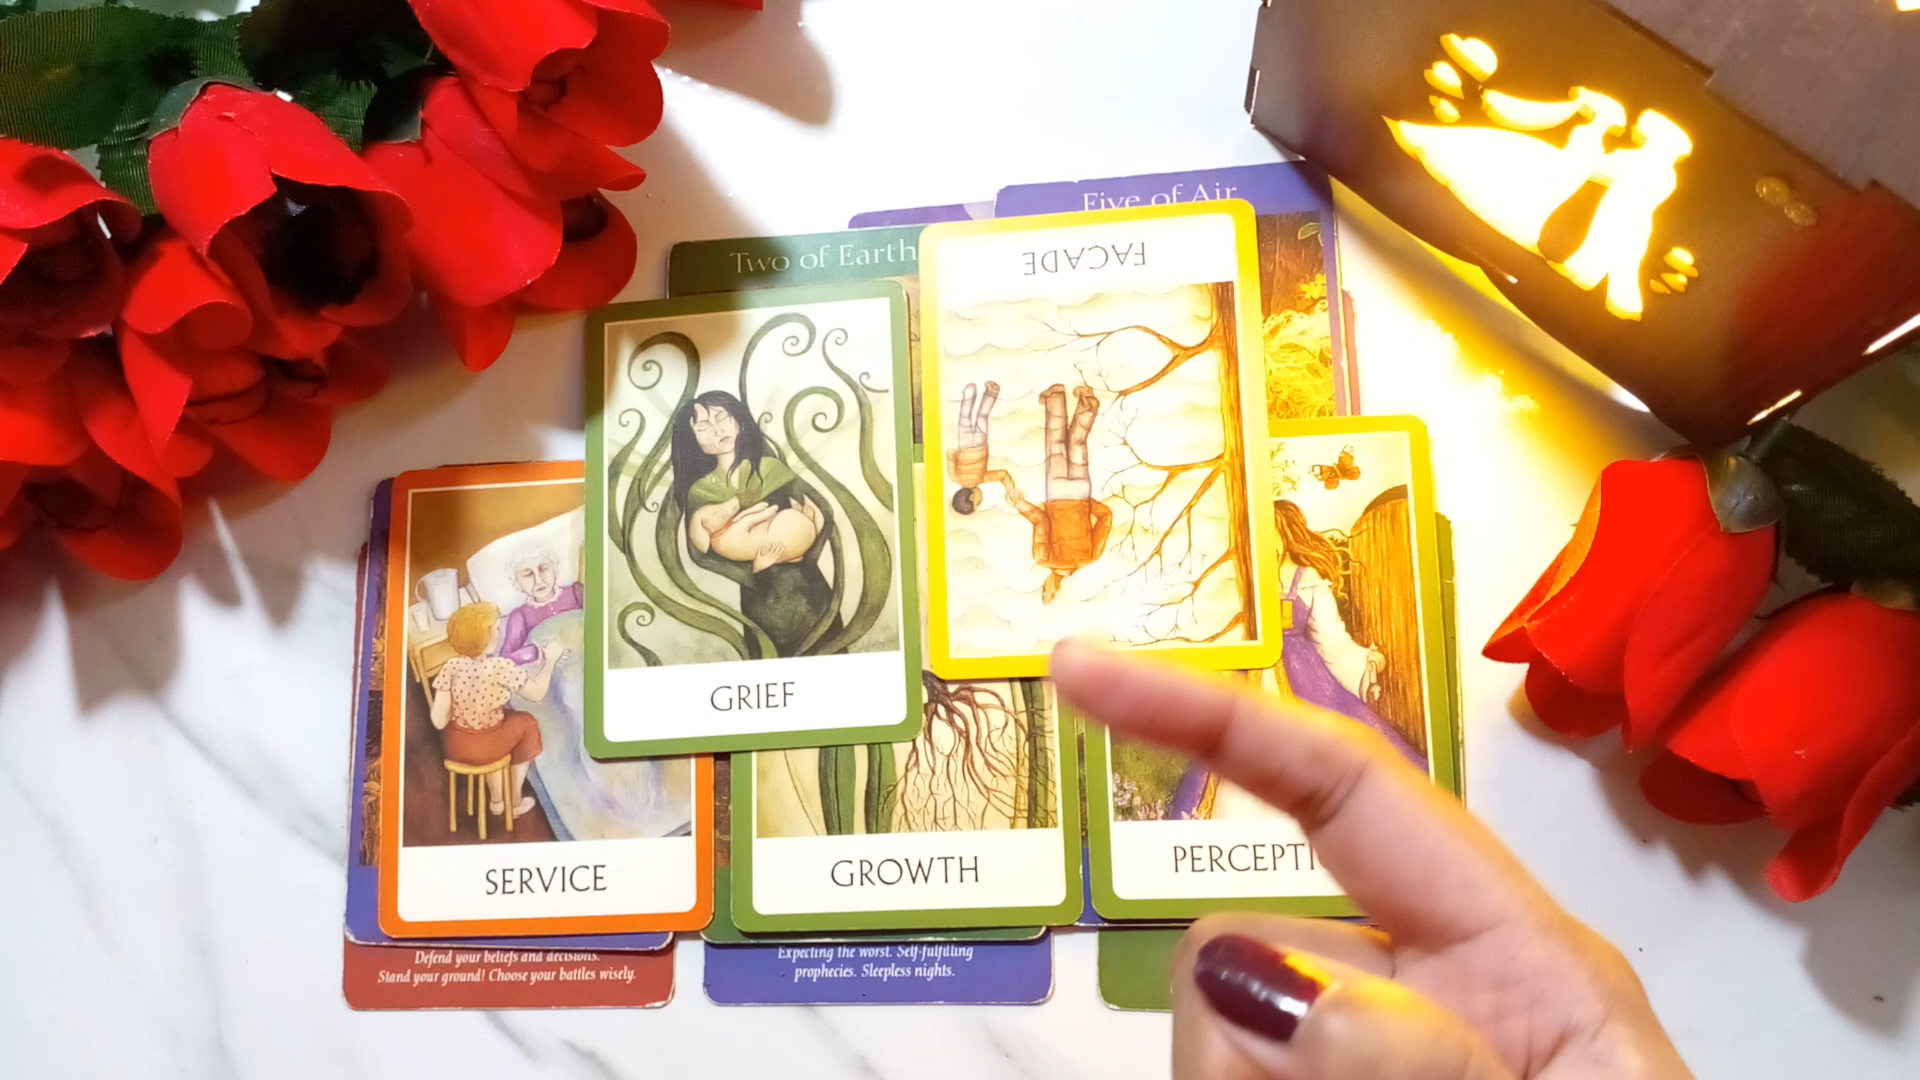 Five of Air
Two of Earth
FACADE
GRIEF
SERVICE
GROWTH
Defend your beliefs and decisions.
Stand your ground! Choose your battles wisely.
Expecting the worst. Self-fulfilling
prophecies. Sleepless nights.